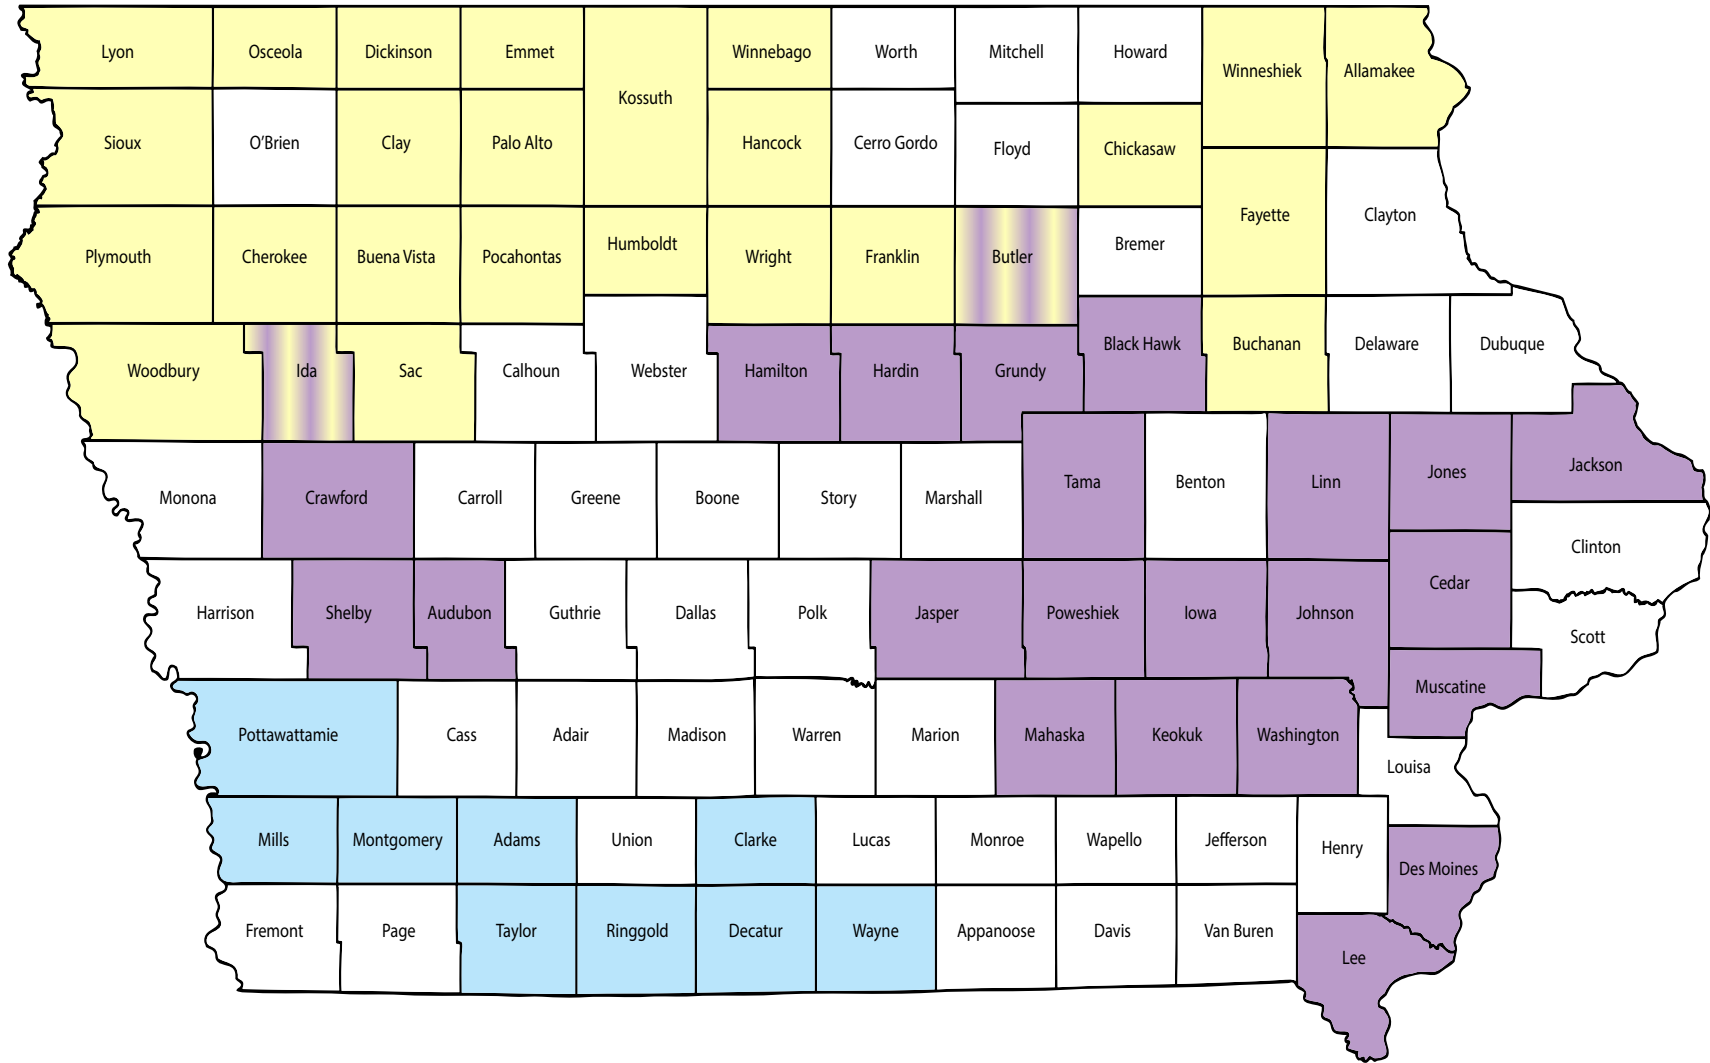 Lyon
Osceola
Dickinson
Emmet
Kossuth
Winnebago
Worth
Mitchell
Howard
Winneshiek
Allamakee
Sioux
O'Brien
Clay
Palo Alto
Hancock
Cerro Gordo
Floyd
Chickasaw
Fayette
Clayton
Plymouth
Cherokee
Buena Vista
Pocahontas
Humboldt
Wright
Franklin
Butler
Bremer
Woodbury
Ida
Sac
Calhoun
Webster
Hamilton
Hardin
Grundy
Black Hawk
Buchanan
Delaware
Dubuque
Monona
Crawford
Carroll
Greene
Boone
Story
Marshall
Tama
Benton
Linn
Jones
Jackson
Clinton
Cedar
Harrison
Shelby
Audubon
Guthrie
Dallas
Polk
Jasper
Poweshiek
Iowa
Johnson
Scott
Muscatine
Pottawattamie
Cass
Adair
Madison
Warren
Marion
Mahaska
Keokuk
Washington
Louisa
Mills
Montgomery
Adams
Union
Clarke
Lucas
Monroe
Wapello
Jefferson
Henry
Des Moines
Fremont
Page
Taylor
Ringgold
Decatur
Wayne
Appanoose
Davis
Van Buren
Lee